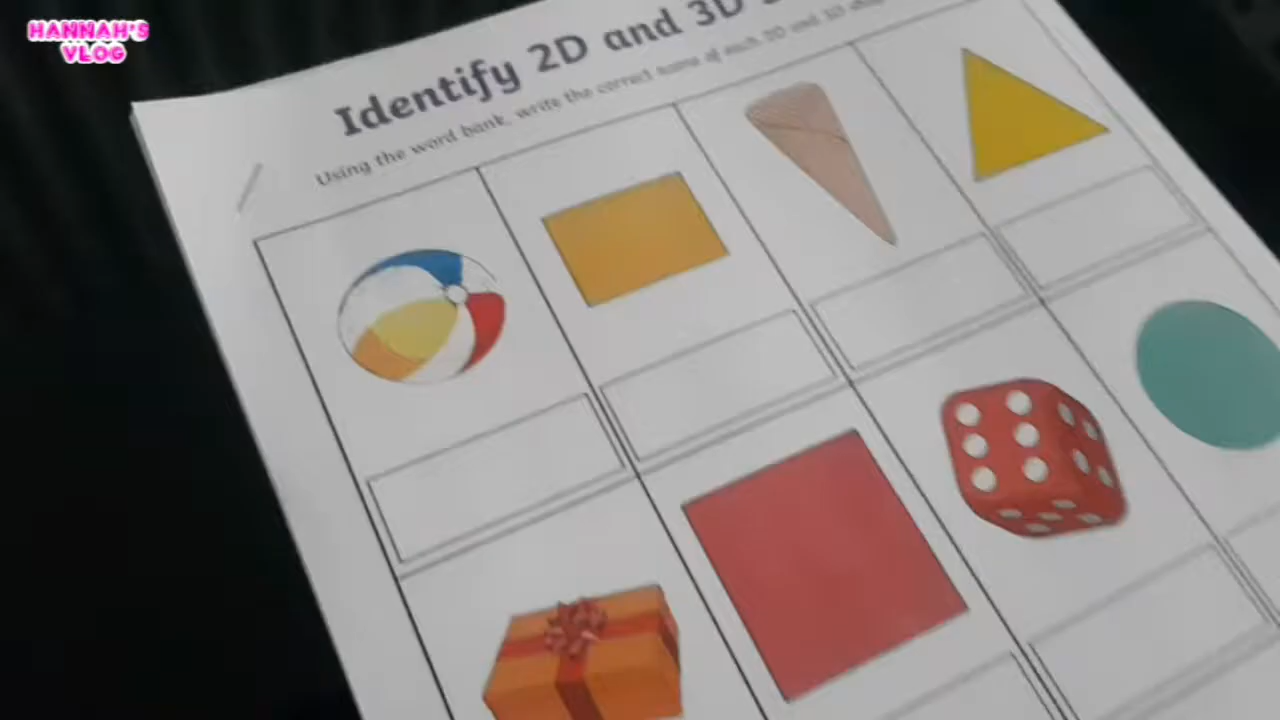 HANNAH'S
VLOG
Identify 2D and 3D
Using the word bank, write the correct name of each 2D and 3D